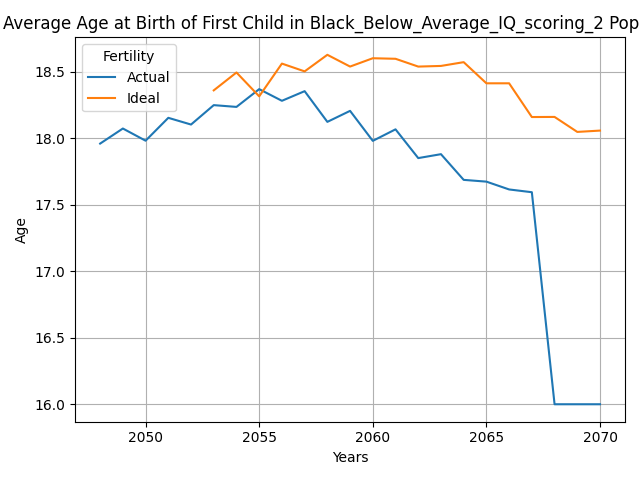 Average Age at Birth of First Child in Black_Below_Average_IQ_scoring_2 Pop
Fertility
Actual
Ideal
18.5
18.0
17.5
17.0
16.5
16.0
Age
2050 2055 2060 2065 2070
Years